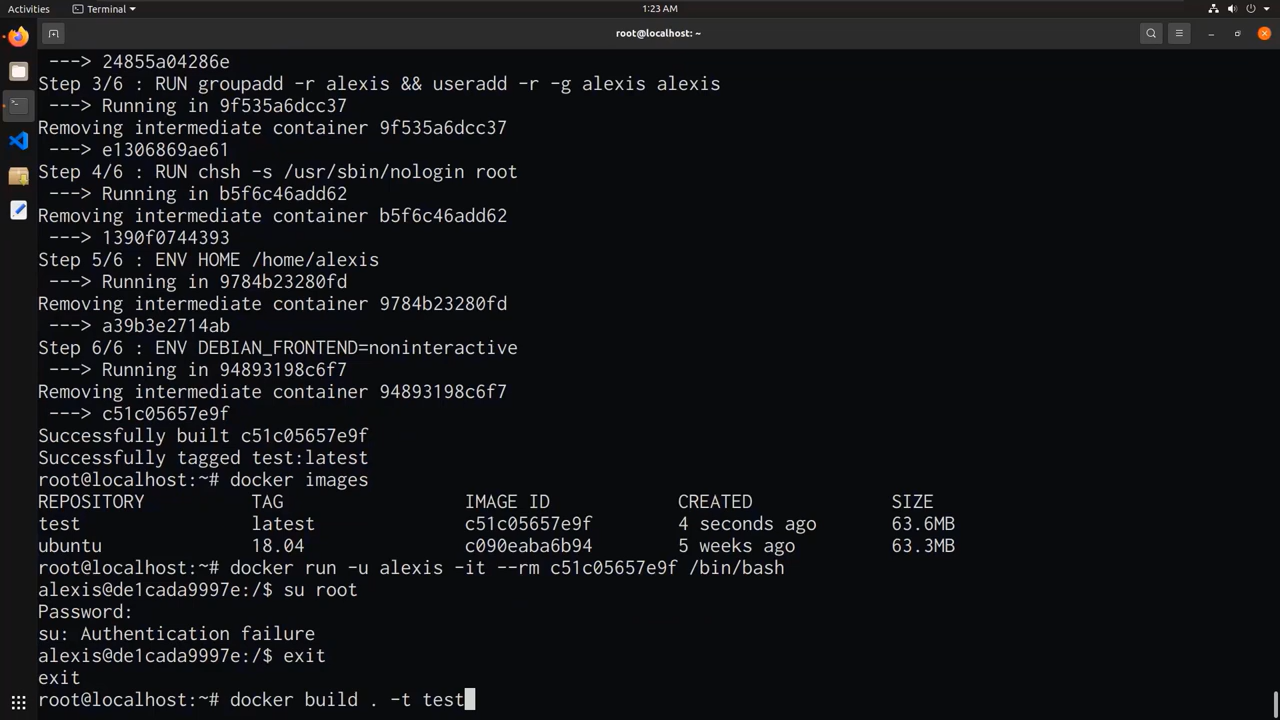 Activities
Terminal
1:23 AM
root@localhost: ~
---> 24855a04286e
Step 3/6 : RUN groupadd -r alexis && useradd -r -g alexis alexis
---> Running in 9f535a6dcc37
Removing intermediate container 9f535a6dcc37
---> e1306869ae61
Step 4/6 : RUN chsh -s /usr/sbin/nologin root
---> Running in b5f6c46add62
Removing intermediate container b5f6c46add62
---> 1390f0744393
Step 5/6 : ENV HOME /home/alexis
---> Running in 9784b23280fd
Removing intermediate container 9784b23280fd
---> a39b3e2714ab
Step 6/6 : ENV DEBIAN_FRONTEND=noninteractive
---> Running in 94893198c6f7
Removing intermediate container 94893198c6f7
---> c51c05657e9f
Successfully built c51c05657e9f
Successfully tagged test:latest
root@localhost:~# docker images
REPOSITORY TAG IMAGE ID CREATED SIZE
test latest c51c05657e9f 4 seconds ago 63.6MB
ubuntu 18.04 c090eaba6b94 5 weeks ago 63.3MB
root@localhost:~# docker run -u alexis -it --rm c51c05657e9f /bin/bash
alexis@de1cada9997e:/$ su root
Password:
su: Authentication failure
alexis@de1cada9997e:/$ exit
exit
root@localhost:~# docker build . -t test